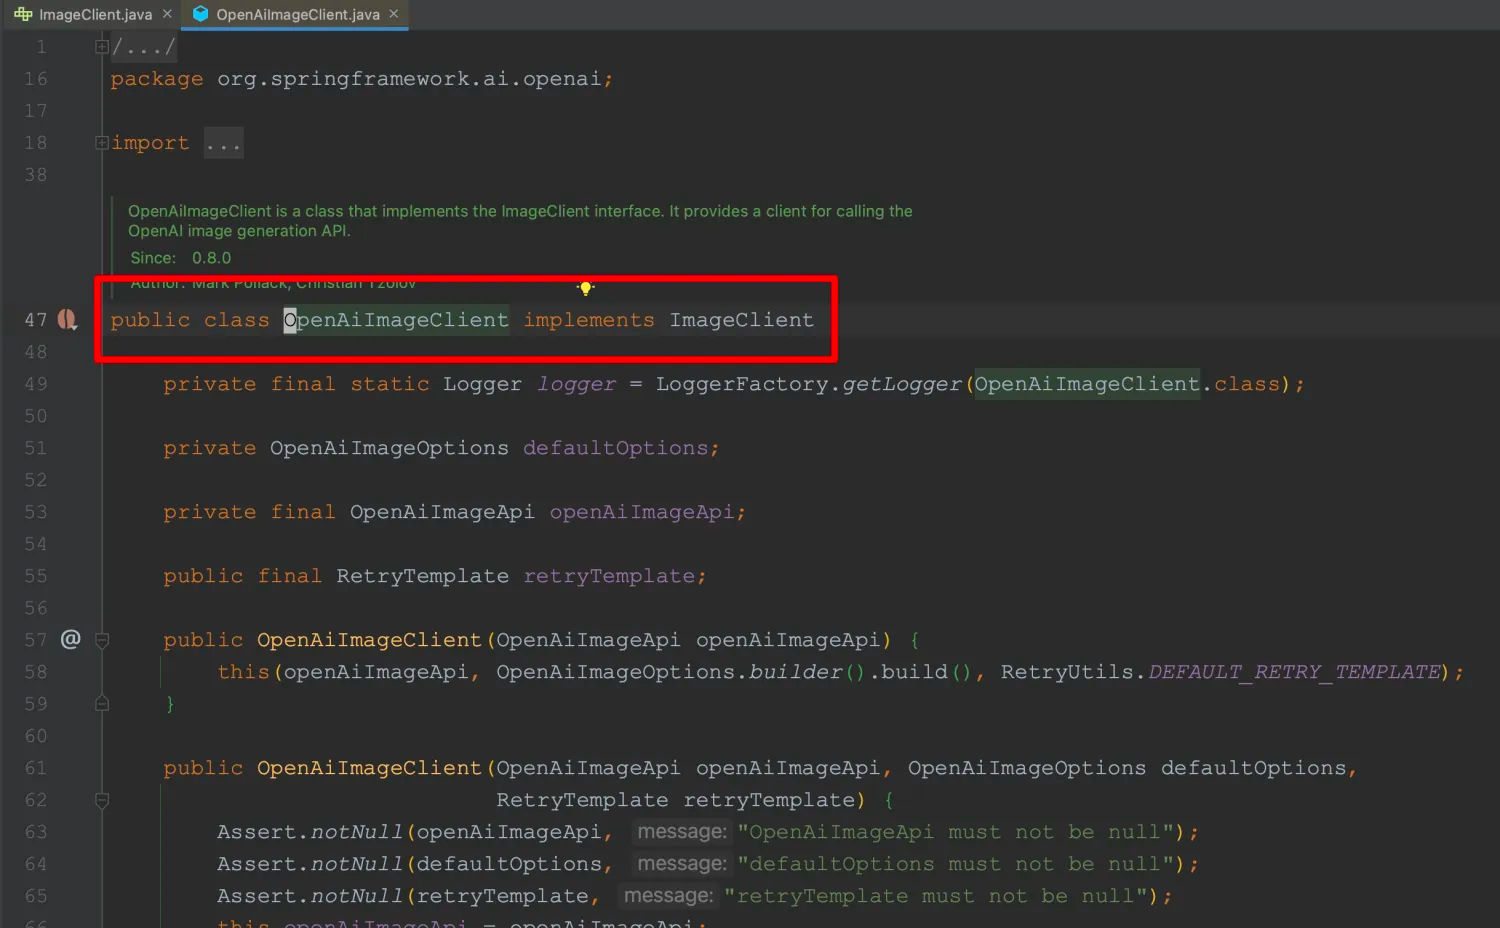 ImageClient.java × OpenAiImageClient.java ×
1 /.../
16 package org.springframework.ai.openai;
17
18 import ...
38
OpenAiImageClient is a class that implements the ImageClient interface. It provides a client for calling the
OpenAI image generation API.
Since: 0.8.0
Author: Mark Pollack, Christian Tzolov
47 public class OpenAiImageClient implements ImageClient
48
49 private final static Logger logger = LoggerFactory.getLogger(OpenAiImageClient.class);
50
51 private OpenAiImageOptions defaultOptions;
52
53 private final OpenAiImageApi openAiImageApi;
54
55 public final RetryTemplate retryTemplate;
56
57 @ public OpenAiImageClient(OpenAiImageApi openAiImageApi) {
58 this(openAiImageApi, OpenAiImageOptions.builder().build(), RetryUtils.DEFAULT_RETRY_TEMPLATE);
59 }
60
61 public OpenAiImageClient(OpenAiImageApi openAiImageApi, OpenAiImageOptions defaultOptions,
62 RetryTemplate retryTemplate) {
63 Assert.notNull(openAiImageApi, message: "OpenAiImageApi must not be null");
64 Assert.notNull(defaultOptions, message: "defaultOptions must not be null");
65 Assert.notNull(retryTemplate, message: "retryTemplate must not be null");
66 this.openAiImageApi = openAiImageApi;